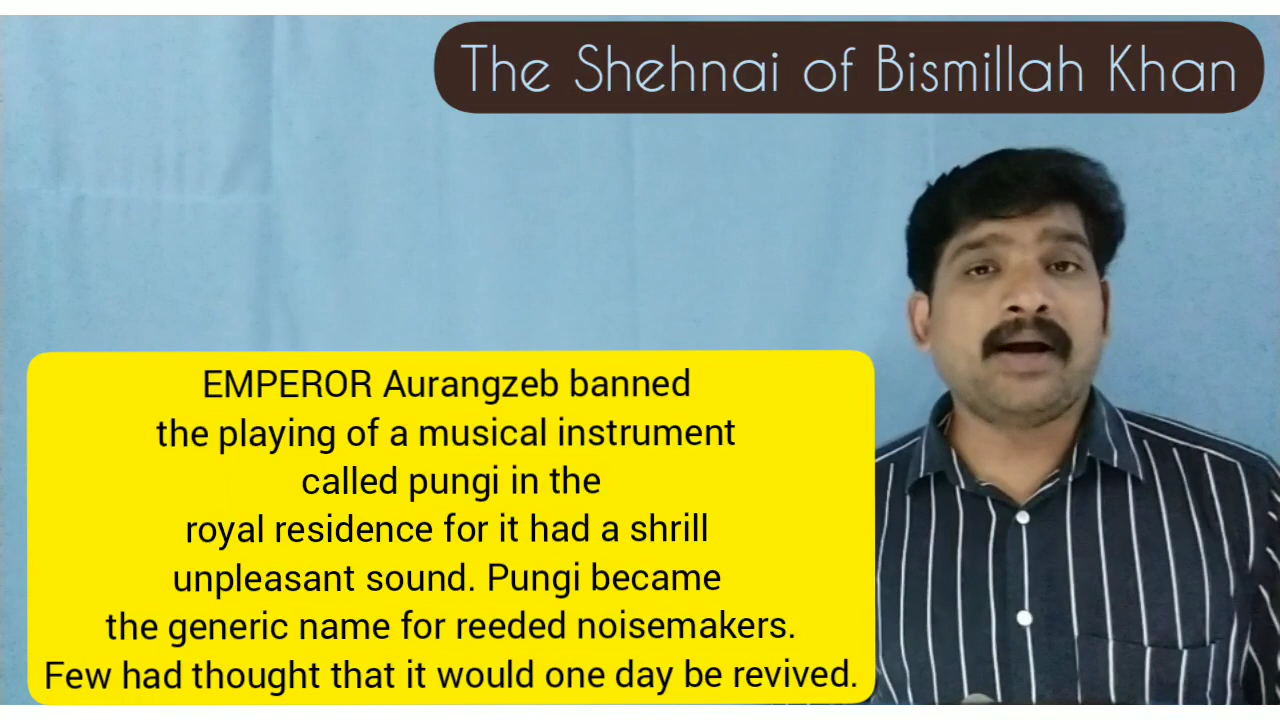 The Shehnai of Bismillah Khan
EMPEROR Aurangzeb banned
the playing of a musical instrument
called pungi in the
royal residence for it had a shrill
unpleasant sound. Pungi became
the generic name for reeded noisemakers.
Few had thought that it would one day be revived.